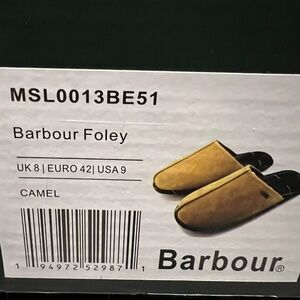 MSL0013BE51
Barbour Foley
UK 8 | EURO 42 | USA 9
CAMEL
Barbour®
1 94972 52987 1